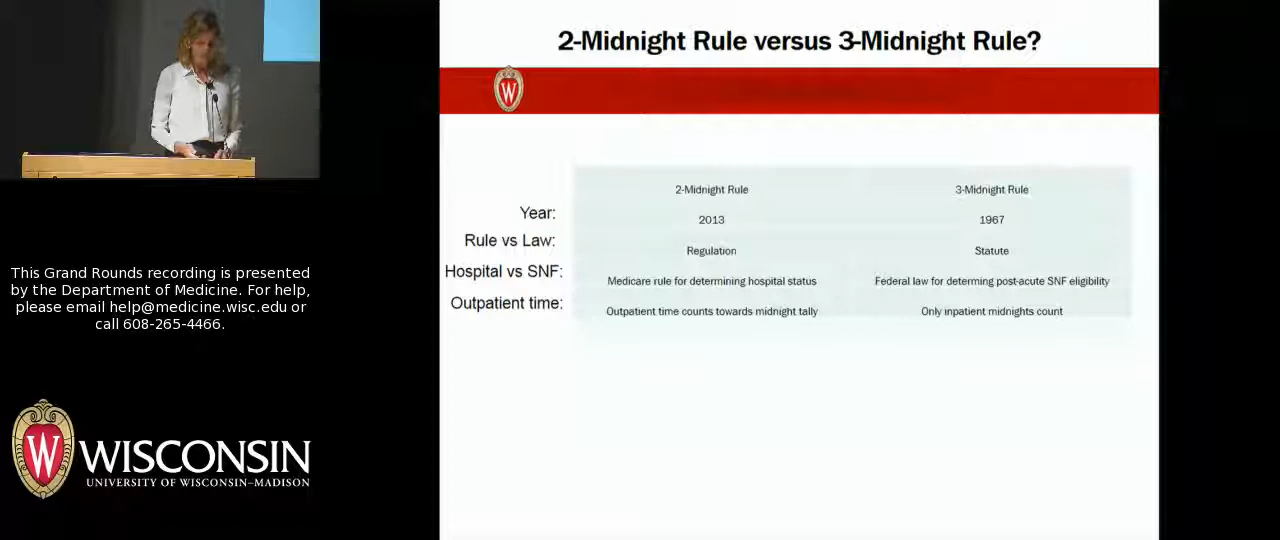 2-Midnight Rule versus 3-Midnight Rule?
W
2-Midnight Rule 3-Midnight Rule
Year: 2013 1967
Rule vs Law: Regulation Statute
Hospital vs SNF: Medicare rule for determining hospital status Federal law for determing post-acute SNF eligibility
Outpatient time: Outpatient time counts towards midnight tally Only inpatient midnights count
This Grand Rounds recording is presented
by the Department of Medicine. For help,
please email help@medicine.wisc.edu or
call 608-265-4466.
W
WISCONSIN
UNIVERSITY OF WISCONSIN–MADISON